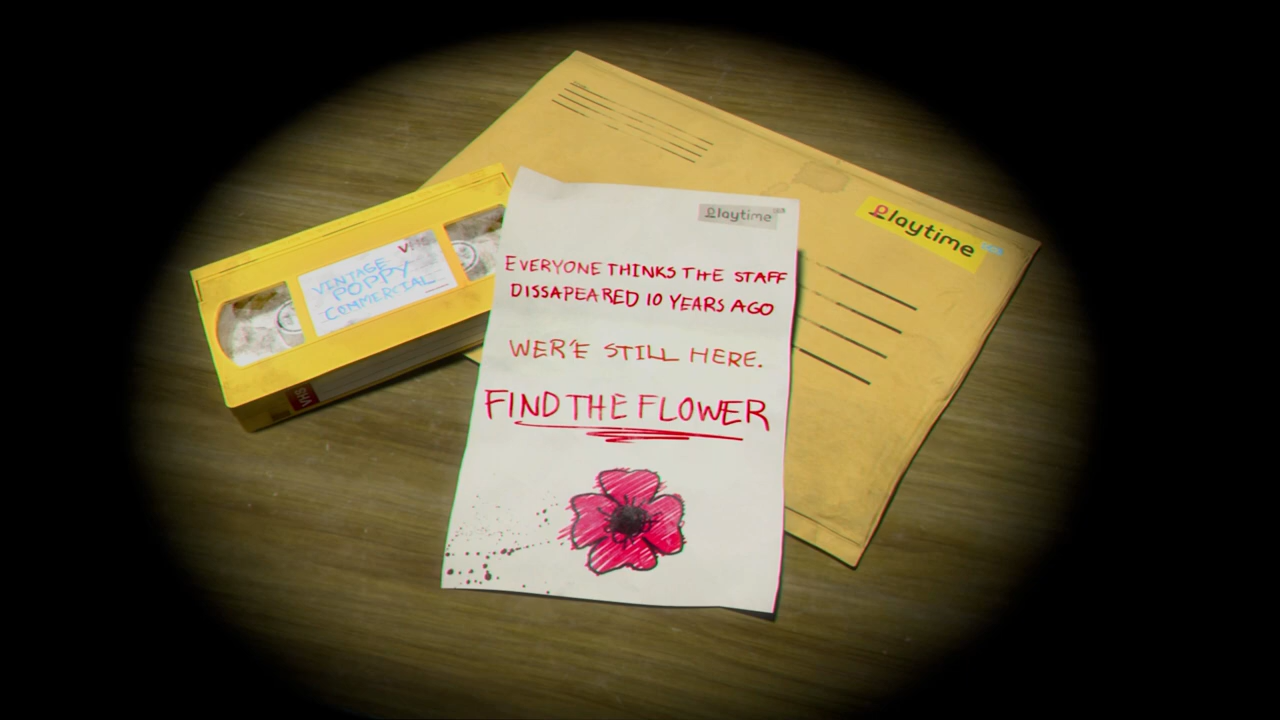 VHS
VINTAGE
POPPY
COMMERCIAL
VHS
Playtime
EVERYONE THINKS THE STAFF
DISSAPEARED 10 YEARS AGO
WER'E STILL HERE.
FIND THE FLOWER
Playtime